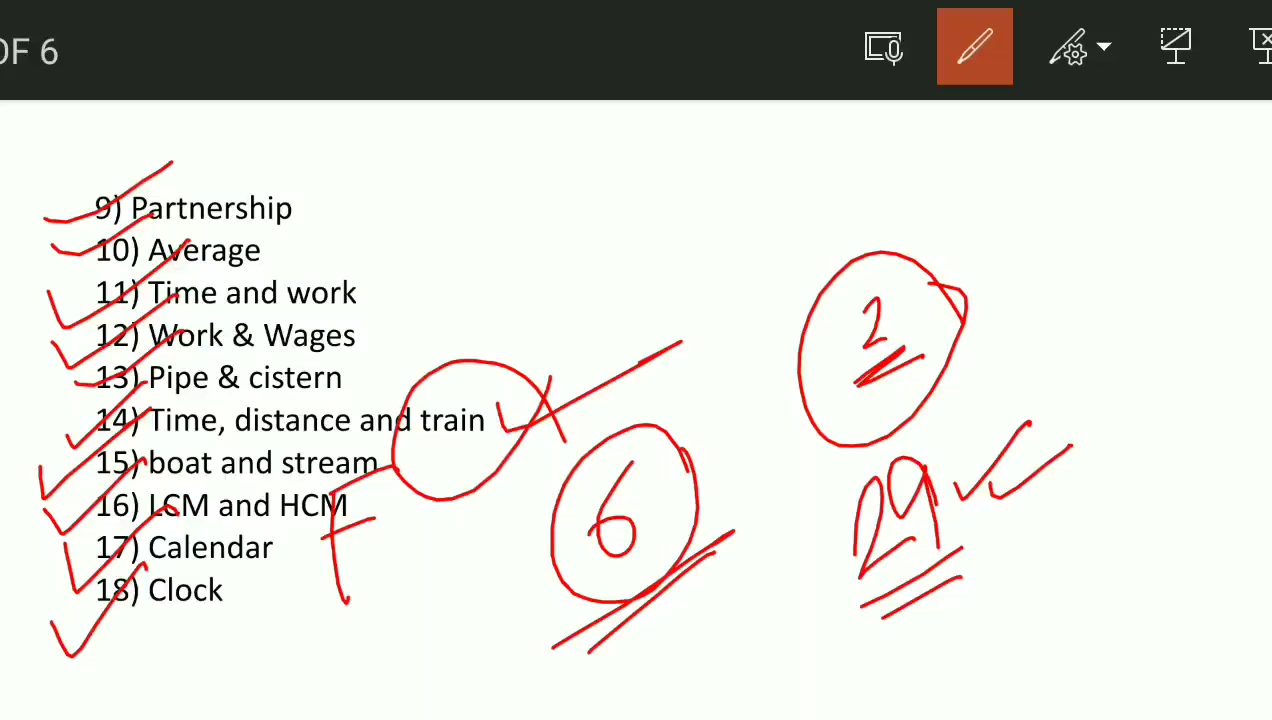 OF 6
9) Partnership
10) Average
11) Time and work
12) Work & Wages
13) Pipe & cistern
14) Time, distance and train
15) boat and stream
16) LCM and HCM
17) Calendar
18) Clock
2
6
29